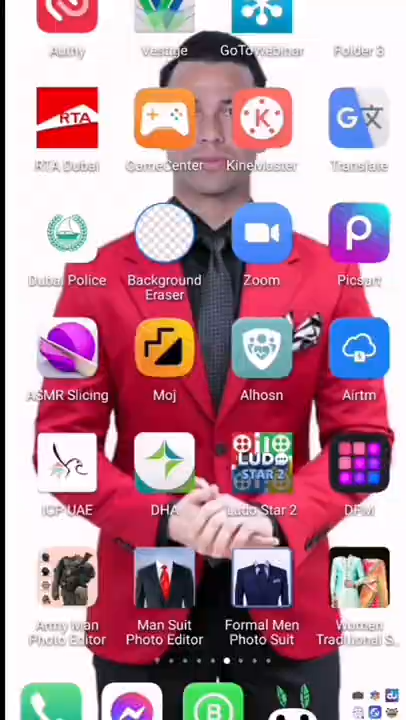 Authy
Vestige
GoToWebinar
Folder 3
RTA
RTA Dubai
GameCenter
K
KineMaster
G
Translate
Dubai Police
Background
Eraser
Zoom
P
Picsart
ASMR Slicing
Moj
Alhosn
Airtm
ICP UAE
DHA
LUDO
STAR 2
Ludo Star 2
DPM
Army Man
Photo Editor
Man Suit
Photo Editor
Formal Men
Photo Suit
Women
Traditional S..
B